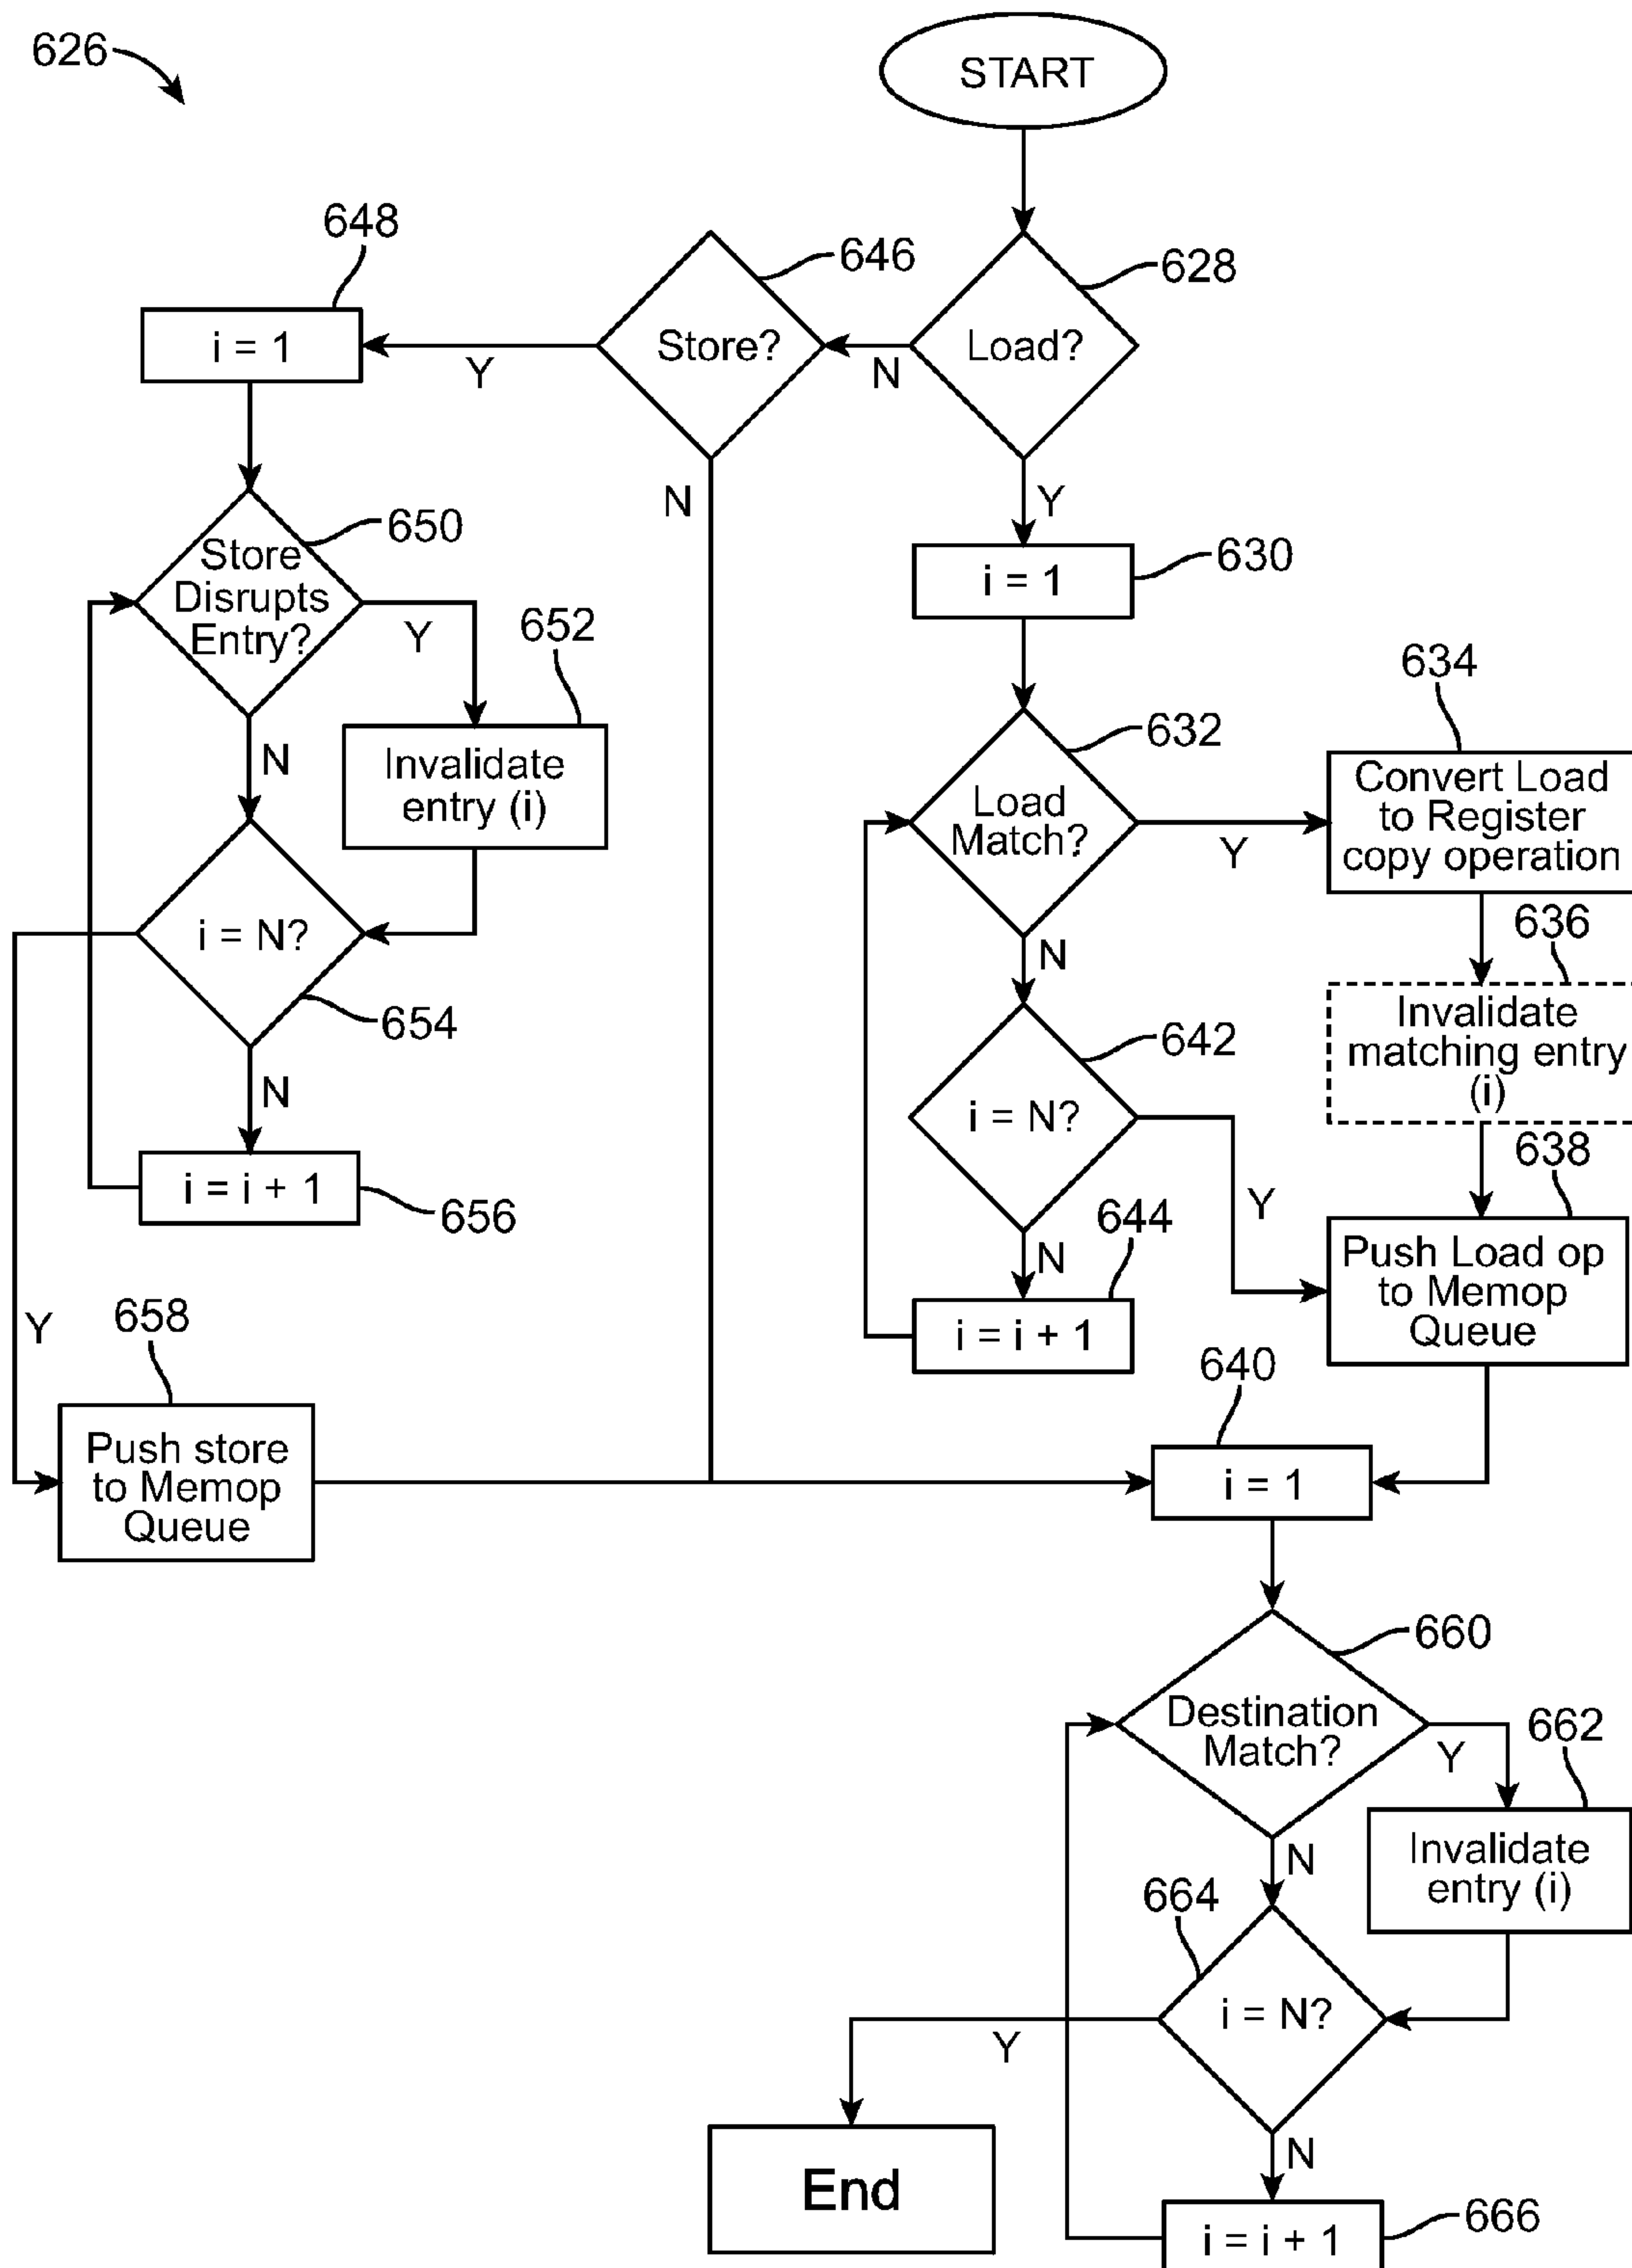 626
START
648
646
628
i = 1
Store?
Load?
Y
N
N
Y
650
630
Store
Disrupts
Entry?
i = 1
Y
652
634
632
N
Invalidate
entry (i)
Load
Match?
Convert Load
to Register
copy operation
Y
636
i = N?
N
654
Invalidate
matching entry
(i)
642
N
i = N?
638
i = i + 1
656
Y
644
N
Push Load op
to Memop
Queue
Y
658
i = i + 1
640
Push store
to Memop
Queue
i = 1
660
Destination
Match?
662
Y
N
Invalidate
entry (i)
664
i = N?
Y
N
End
666
i = i + 1